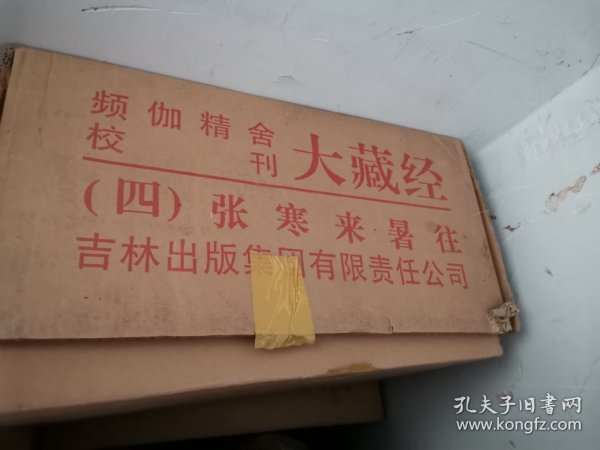 频伽精舍
校刊 大藏经
(四)张寒来暑往
吉林出版集团有限责任公司
孔夫子旧书网
www.kongfz.com